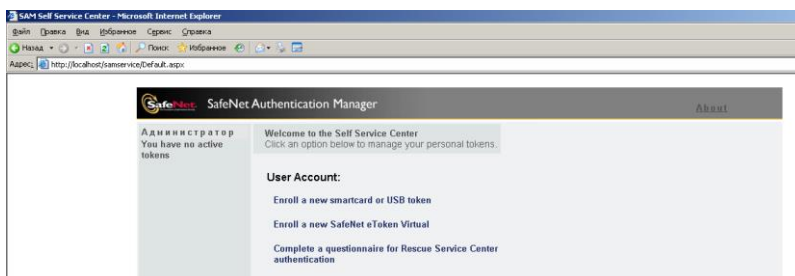 SAM Self Service Center - Microsoft Internet Explorer
Файл Правка Вид Избранное Сервис Справка
Назад Поиск Избранное
Адрес: http://localhost/samservice/Default.aspx
SafeNet. SafeNet Authentication Manager
About
Администратор
You have no active
tokens
Welcome to the Self Service Center
Click an option below to manage your personal tokens.
User Account:
Enroll a new smartcard or USB token
Enroll a new SafeNet eToken Virtual
Complete a questionnaire for Rescue Service Center
authentication